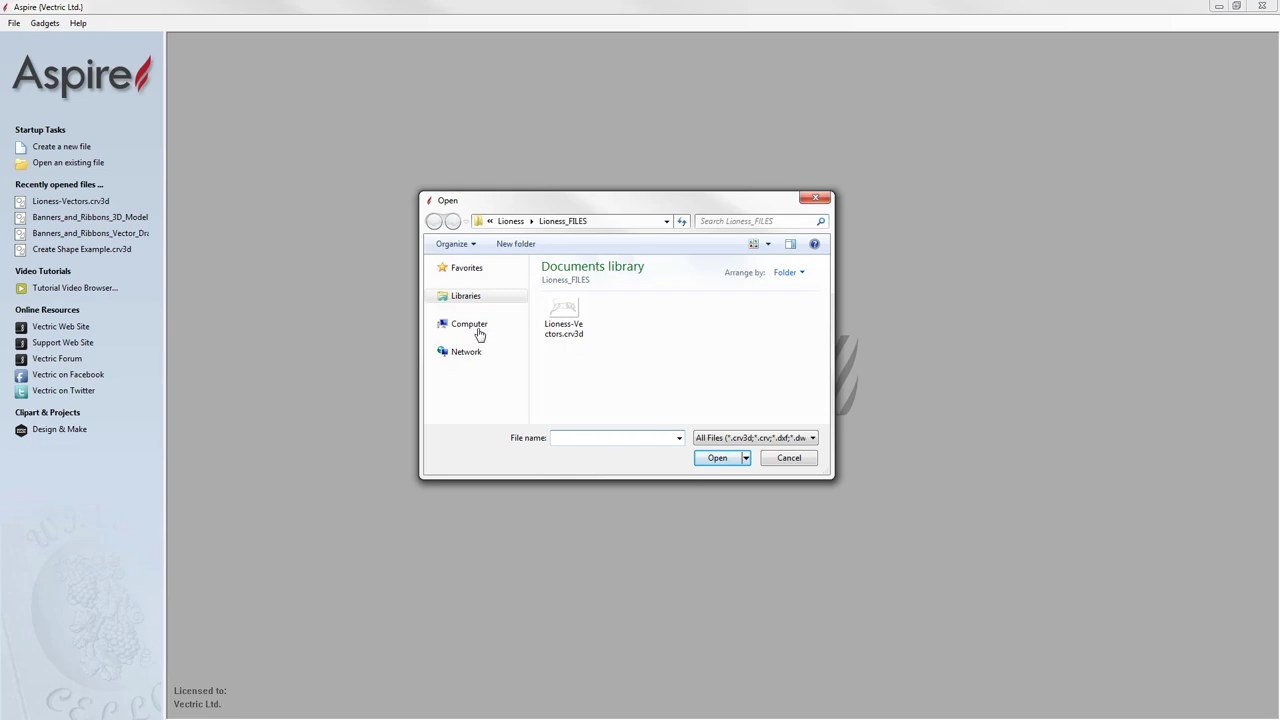 Aspire (Vectric Ltd.)
File Gadgets Help
Aspire
Startup Tasks
Create a new file
Open an existing file
Recently opened files ...
Lioness-Vectors.crv3d
Banners_and_Ribbons_3D_Model
Banners_and_Ribbons_Vector_Dra
Create Shape Example.crv3d
Video Tutorials
Tutorial Video Browser...
Online Resources
Vectric Web Site
Support Web Site
Vectric Forum
Vectric on Facebook
Vectric on Twitter
Clipart & Projects
Design & Make
Open
« Lioness Lioness_FILES
Search Lioness_FILES
Organize New folder
Favorites
Libraries
Computer
Network
Documents library
Lioness_FILES
Arrange by: Folder
Lioness-Ve
ctors.crv3d
File name:
All Files (*.crv3d;*.crv;*.dxf;*.dw
Open Cancel
Licensed to:
Vectric Ltd.